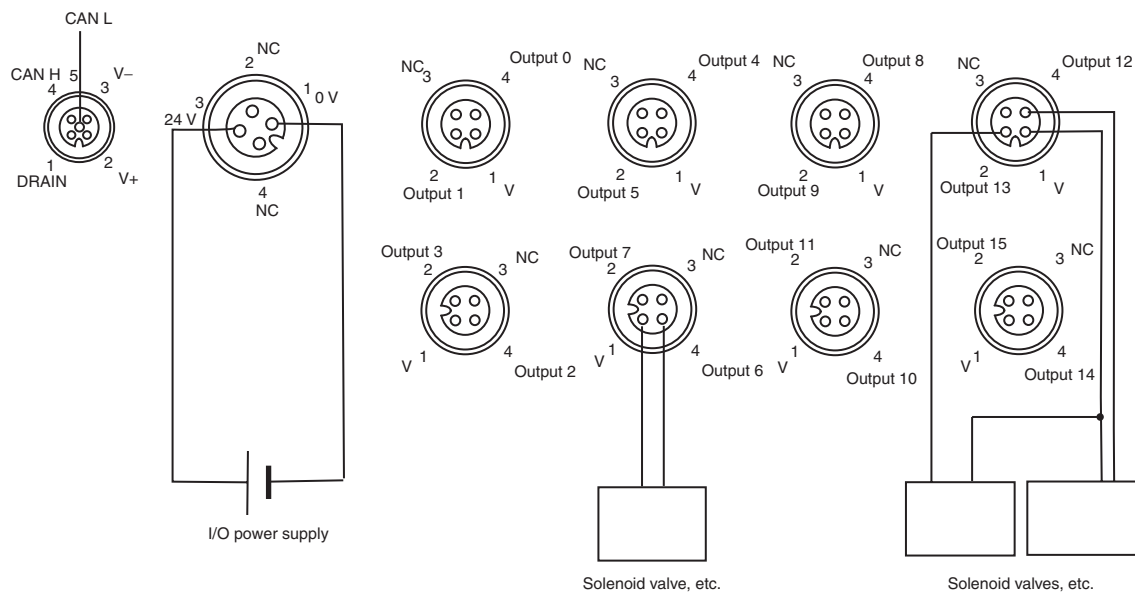 CAN L
CAN H
5
4
3
V–
1
DRAIN
2
V+
NC
2
3
24 V
1
0 V
4
NC
NC
3
4
Output 0
2
Output 1
1
V
NC
3
4
Output 4
2
Output 5
1
V
NC
3
4
Output 8
2
Output 9
1
V
NC
3
4
Output 12
2
Output 13
1
V
Output 3
2
3
NC
V
1
4
Output 2
Output 7
2
3
NC
V
1
4
Output 6
Output 11
2
3
NC
V
1
4
Output 10
Output 15
2
3
NC
V
1
4
Output 14
I/O power supply
Solenoid valve, etc.
Solenoid valves, etc.